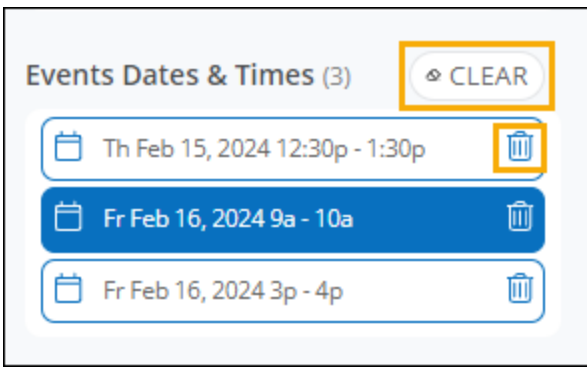 Events Dates & Times (3)
CLEAR
Th Feb 15, 2024 12:30p - 1:30p
Fr Feb 16, 2024 9a - 10a
Fr Feb 16, 2024 3p - 4p